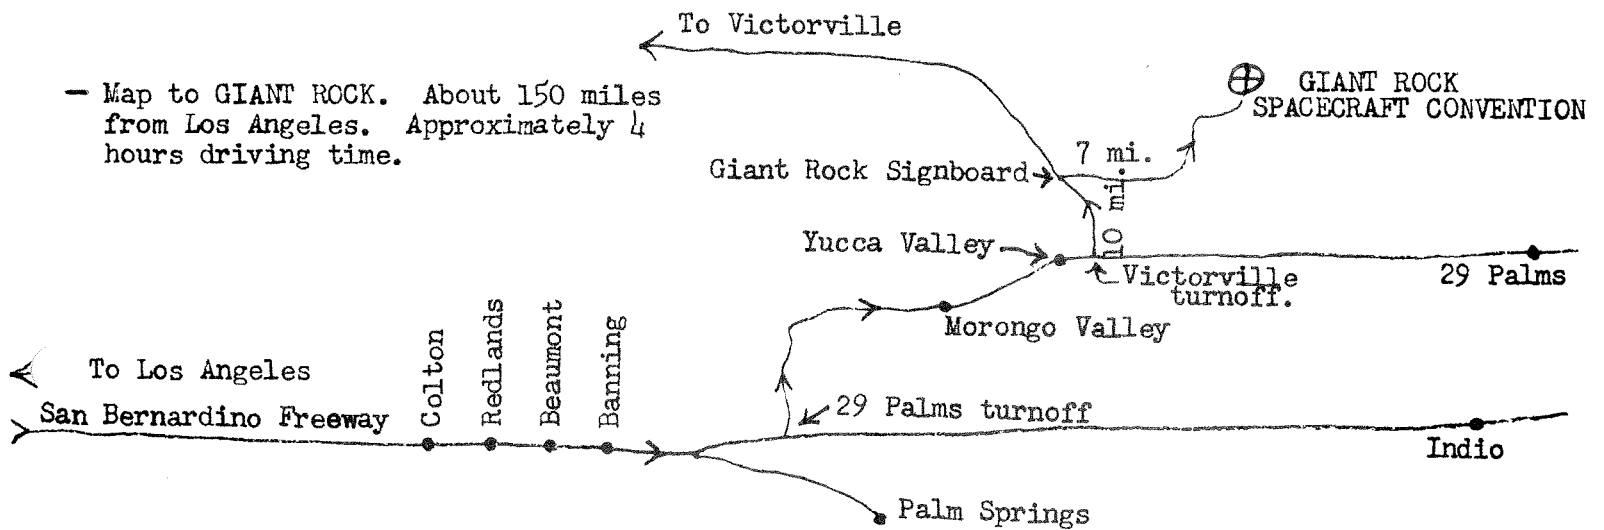 To Victorville
— Map to GIANT ROCK. About 150 miles
from Los Angeles. Approximately 4
hours driving time.
GIANT ROCK
SPACECRAFT CONVENTION
7 mi.
Giant Rock Signboard
10 mi.
Yucca Valley
Victorville
turnoff.
29 Palms
Morongo Valley
To Los Angeles
San Bernardino Freeway
Colton
Redlands
Beaumont
Banning
29 Palms turnoff
Indio
Palm Springs